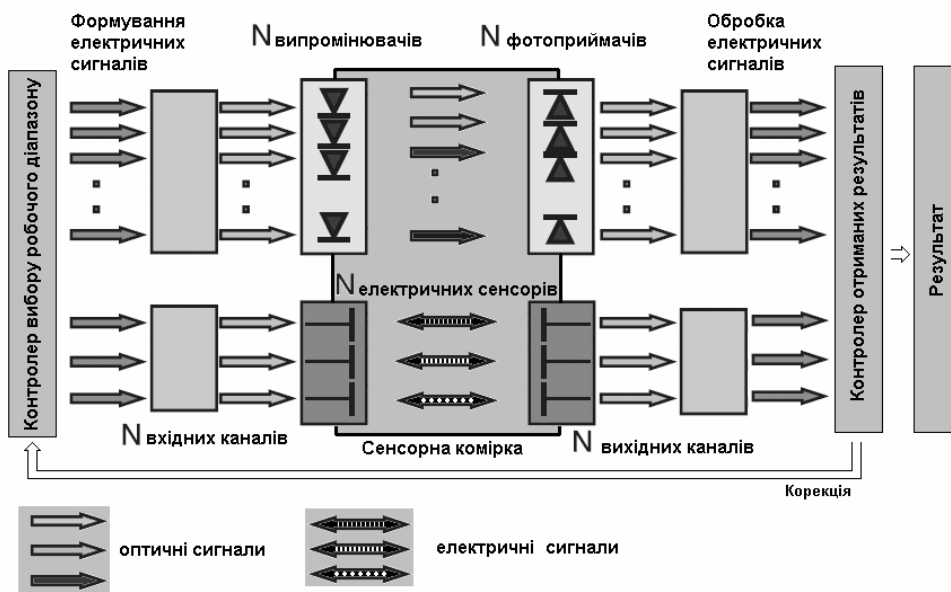 Формування
електричних
сигналів
N випромінювачів
N фотоприймачів
Обробка
електричних
сигналів
Контролер вибору робочого діапазону
Контролер отриманих результатів
Результат
N електричних сенсорів
N вхідних каналів
Сенсорна комірка
N вихідних каналів
Корекція
оптичні сигнали
електричні сигнали